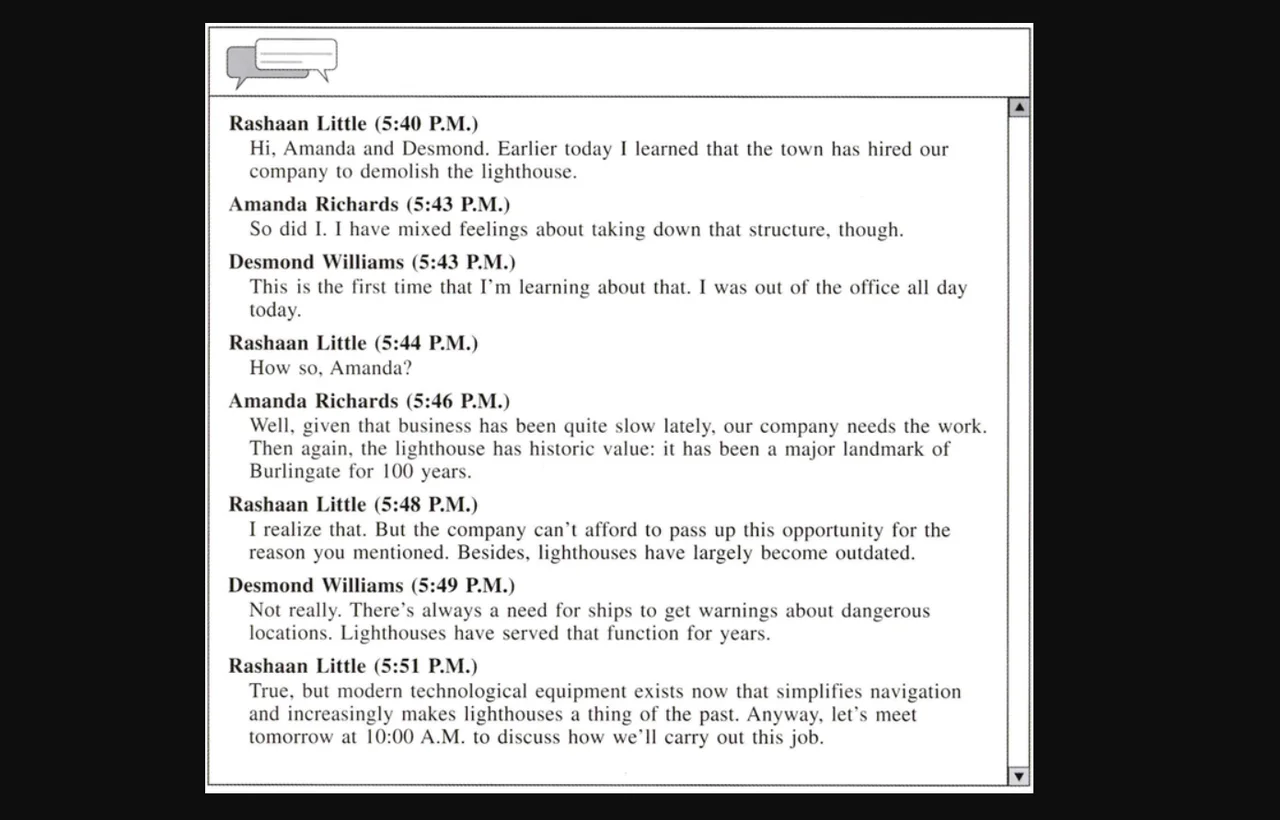 Rashaan Little (5:40 P.M.)
Hi, Amanda and Desmond. Earlier today I learned that the town has hired our
company to demolish the lighthouse.
Amanda Richards (5:43 P.M.)
So did I. I have mixed feelings about taking down that structure, though.
Desmond Williams (5:43 P.M.)
This is the first time that I'm learning about that. I was out of the office all day
today.
Rashaan Little (5:44 P.M.)
How so, Amanda?
Amanda Richards (5:46 P.M.)
Well, given that business has been quite slow lately, our company needs the work.
Then again, the lighthouse has historic value: it has been a major landmark of
Burlingate for 100 years.
Rashaan Little (5:48 P.M.)
I realize that. But the company can't afford to pass up this opportunity for the
reason you mentioned. Besides, lighthouses have largely become outdated.
Desmond Williams (5:49 P.M.)
Not really. There's always a need for ships to get warnings about dangerous
locations. Lighthouses have served that function for years.
Rashaan Little (5:51 P.M.)
True, but modern technological equipment exists now that simplifies navigation
and increasingly makes lighthouses a thing of the past. Anyway, let's meet
tomorrow at 10:00 A.M. to discuss how we'll carry out this job.